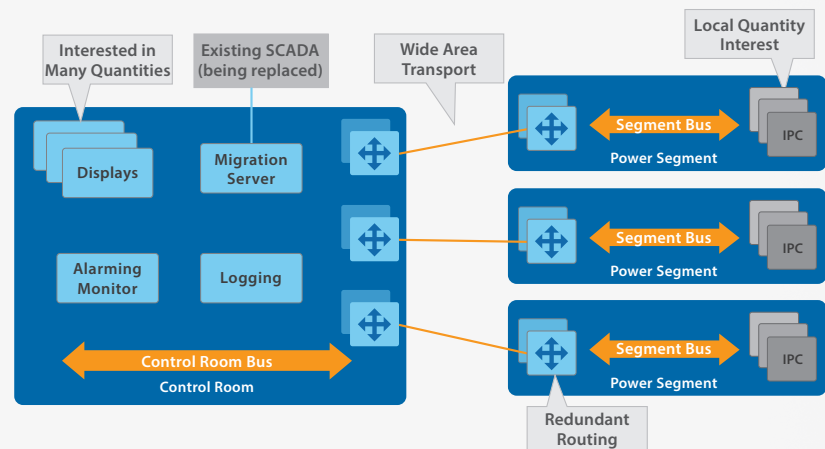 Interested in
Many Quantities
Existing SCADA
(being replaced)
Wide Area
Transport
Local Quantity
Interest
Displays
Migration
Server
Alarming
Monitor
Logging
Control Room Bus
Control Room
Segment Bus
IPC
Power Segment
Segment Bus
IPC
Power Segment
Segment Bus
IPC
Power Segment
Redundant
Routing